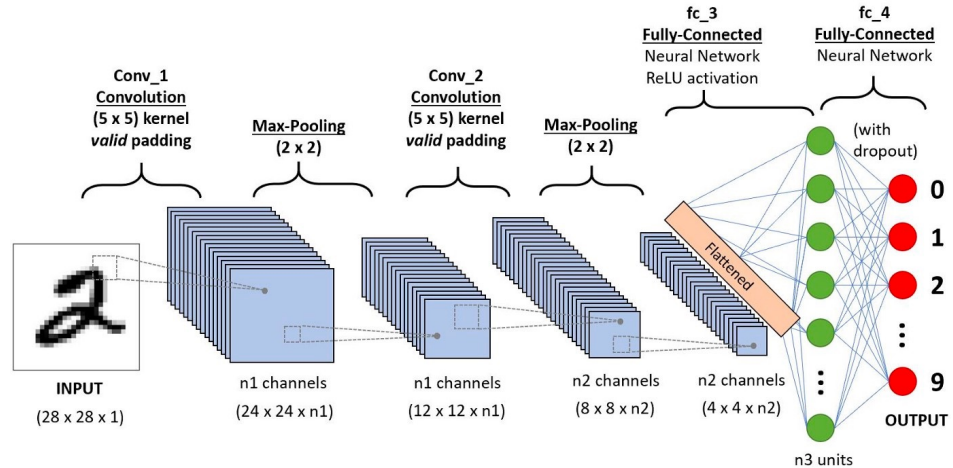 Conv_1
Convolution
(5 x 5) kernel
valid padding
Max-Pooling
(2 x 2)
Conv_2
Convolution
(5 x 5) kernel
valid padding
Max-Pooling
(2 x 2)
fc_3
Fully-Connected
Neural Network
ReLU activation
fc_4
Fully-Connected
Neural Network
(with
dropout)
2
INPUT
(28 x 28 x 1)
n1 channels
(24 x 24 x n1)
n1 channels
(12 x 12 x n1)
n2 channels
(8 x 8 x n2)
n2 channels
(4 x 4 x n2)
Flattened
n3 units
0
1
2
9
OUTPUT